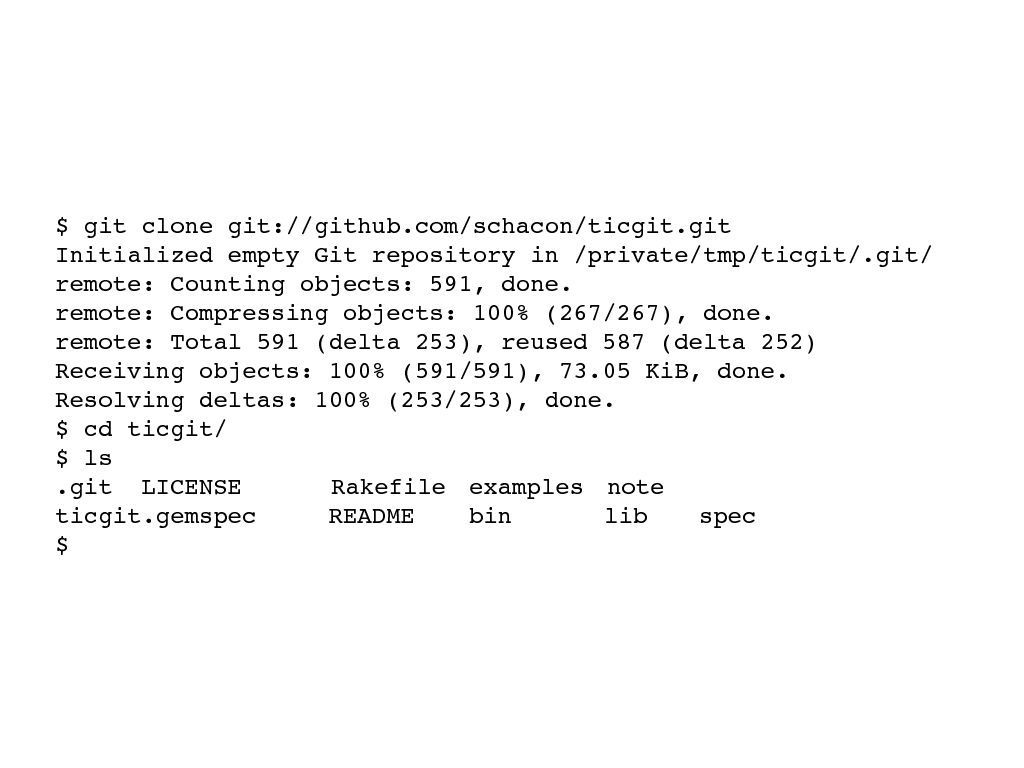 $ git clone git://github.com/schacon/ticgit.git
Initialized empty Git repository in /private/tmp/ticgit/.git/
remote: Counting objects: 591, done.
remote: Compressing objects: 100% (267/267), done.
remote: Total 591 (delta 253), reused 587 (delta 252)
Receiving objects: 100% (591/591), 73.05 KiB, done.
Resolving deltas: 100% (253/253), done.
$ cd ticgit/
$ ls
.git  LICENSE      Rakefile  examples  note
ticgit.gemspec     README    bin       lib    spec
$